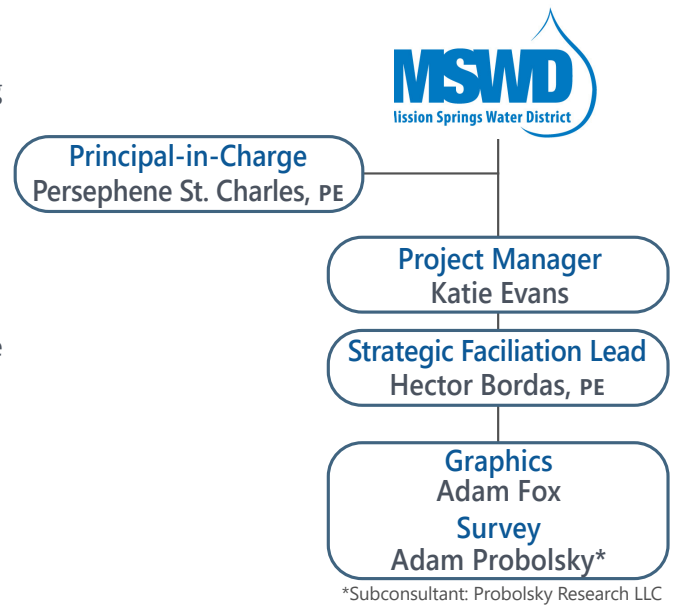 g
MSWD
lission Springs Water District
Principal-in-Charge
Persephene St. Charles, PE
Project Manager
Katie Evans
e
Strategic Faciliation Lead
Hector Bordas, PE
Graphics
Adam Fox
Survey
Adam Probolsky*
*Subconsultant: Probolsky Research LLC